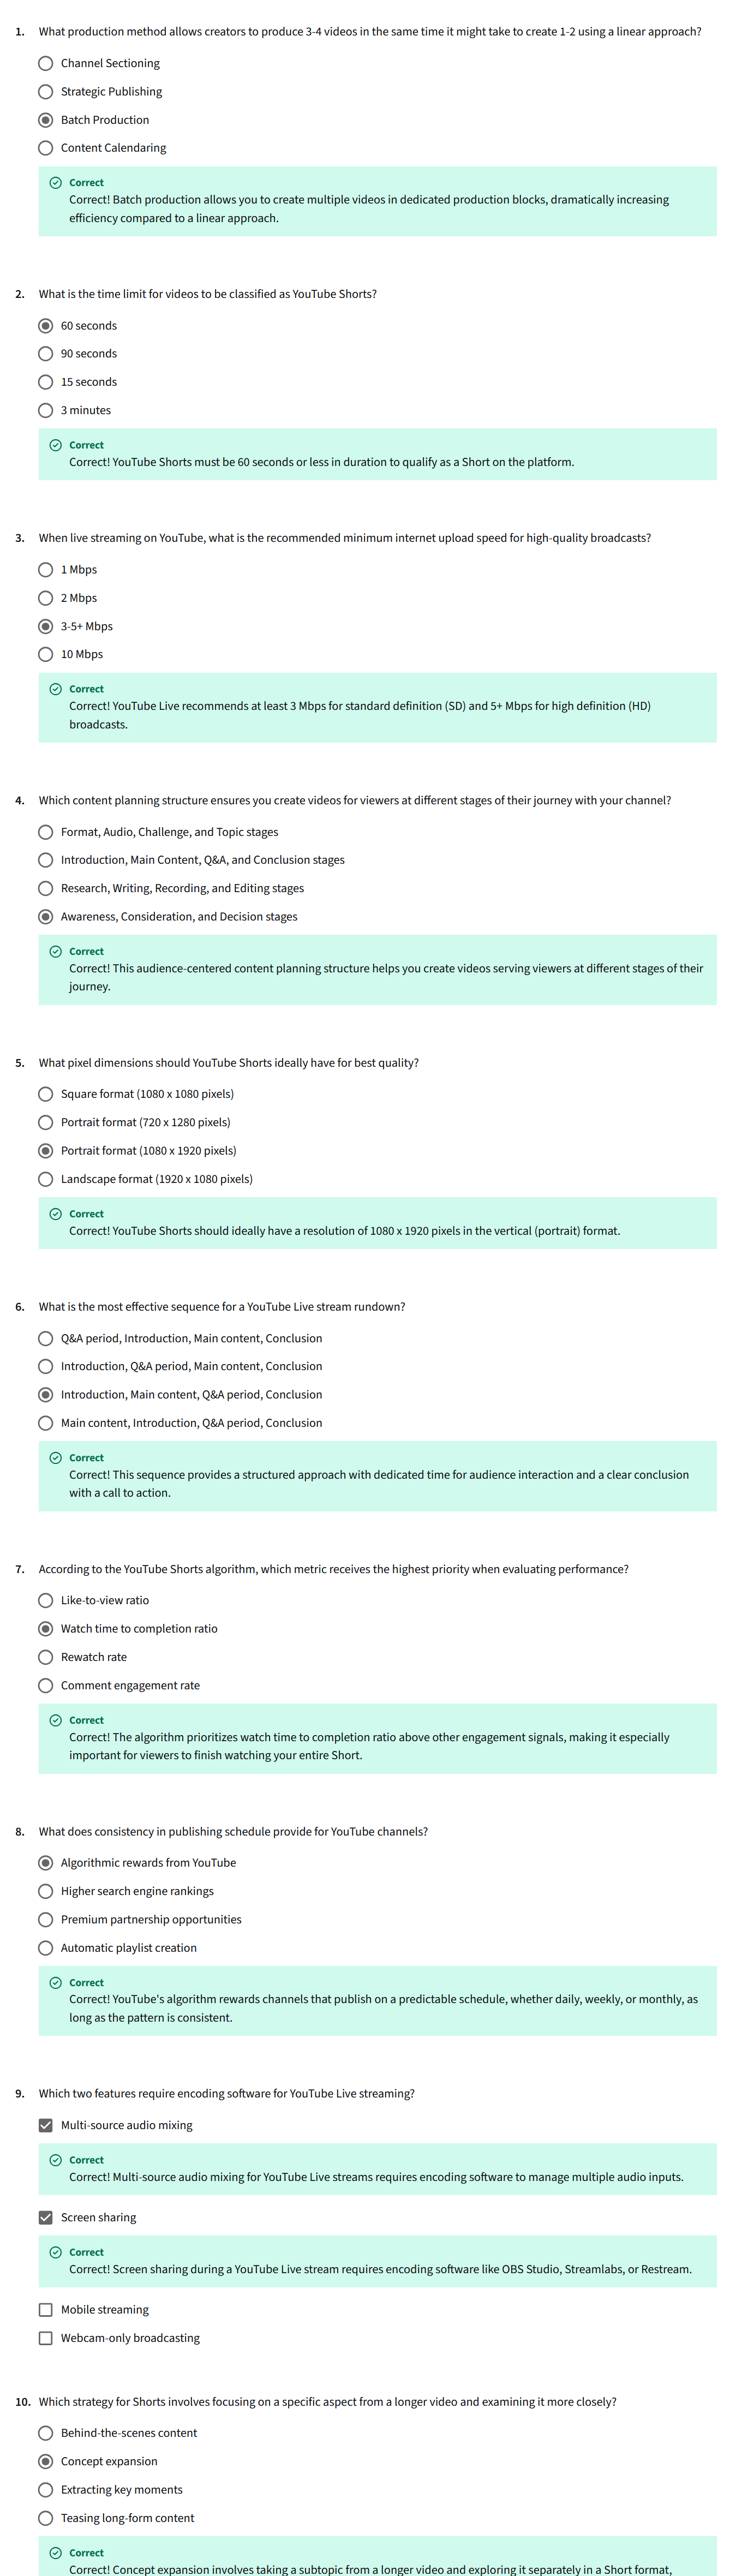 1. What production method allows creators to produce 3-4 videos in the same time it might take to create 1-2 using a linear approach?
Channel Sectioning
Strategic Publishing
Batch Production
Content Calendaring
Correct
Correct! Batch production allows you to create multiple videos in dedicated production blocks, dramatically increasing
efficiency compared to a linear approach.
2. What is the time limit for videos to be classified as YouTube Shorts?
60 seconds
90 seconds
15 seconds
3 minutes
Correct
Correct! YouTube Shorts must be 60 seconds or less in duration to qualify as a Short on the platform.
3. When live streaming on YouTube, what is the recommended minimum internet upload speed for high-quality broadcasts?
1 Mbps
2 Mbps
3-5+ Mbps
10 Mbps
Correct
Correct! YouTube Live recommends at least 3 Mbps for standard definition (SD) and 5+ Mbps for high definition (HD)
broadcasts.
4. Which content planning structure ensures you create videos for viewers at different stages of their journey with your channel?
Format, Audio, Challenge, and Topic stages
Introduction, Main Content, Q&A, and Conclusion stages
Research, Writing, Recording, and Editing stages
Awareness, Consideration, and Decision stages
Correct
Correct! This audience-centered content planning structure helps you create videos serving viewers at different stages of their
journey.
5. What pixel dimensions should YouTube Shorts ideally have for best quality?
Square format (1080 x 1080 pixels)
Portrait format (720 x 1280 pixels)
Portrait format (1080 x 1920 pixels)
Landscape format (1920 x 1080 pixels)
Correct
Correct! YouTube Shorts should ideally have a resolution of 1080 x 1920 pixels in the vertical (portrait) format.
6. What is the most effective sequence for a YouTube Live stream rundown?
Q&A period, Introduction, Main content, Conclusion
Introduction, Q&A period, Main content, Conclusion
Introduction, Main content, Q&A period, Conclusion
Main content, Introduction, Q&A period, Conclusion
Correct
Correct! This sequence provides a structured approach with dedicated time for audience interaction and a clear conclusion
with a call to action.
7. According to the YouTube Shorts algorithm, which metric receives the highest priority when evaluating performance?
Like-to-view ratio
Watch time to completion ratio
Rewatch rate
Comment engagement rate
Correct
Correct! The algorithm prioritizes watch time to completion ratio above other engagement signals, making it especially
important for viewers to finish watching your entire Short.
8. What does consistency in publishing schedule provide for YouTube channels?
Algorithmic rewards from YouTube
Higher search engine rankings
Premium partnership opportunities
Automatic playlist creation
Correct
Correct! YouTube's algorithm rewards channels that publish on a predictable schedule, whether daily, weekly, or monthly, as
long as the pattern is consistent.
9. Which two features require encoding software for YouTube Live streaming?
Multi-source audio mixing
Correct
Correct! Multi-source audio mixing for YouTube Live streams requires encoding software to manage multiple audio inputs.
Screen sharing
Correct
Correct! Screen sharing during a YouTube Live stream requires encoding software like OBS Studio, Streamlabs, or Restream.
Mobile streaming
Webcam-only broadcasting
10. Which strategy for Shorts involves focusing on a specific aspect from a longer video and examining it more closely?
Behind-the-scenes content
Concept expansion
Extracting key moments
Teasing long-form content
Correct
Correct! Concept expansion involves taking a subtopic from a longer video and exploring it separately in a Short format,